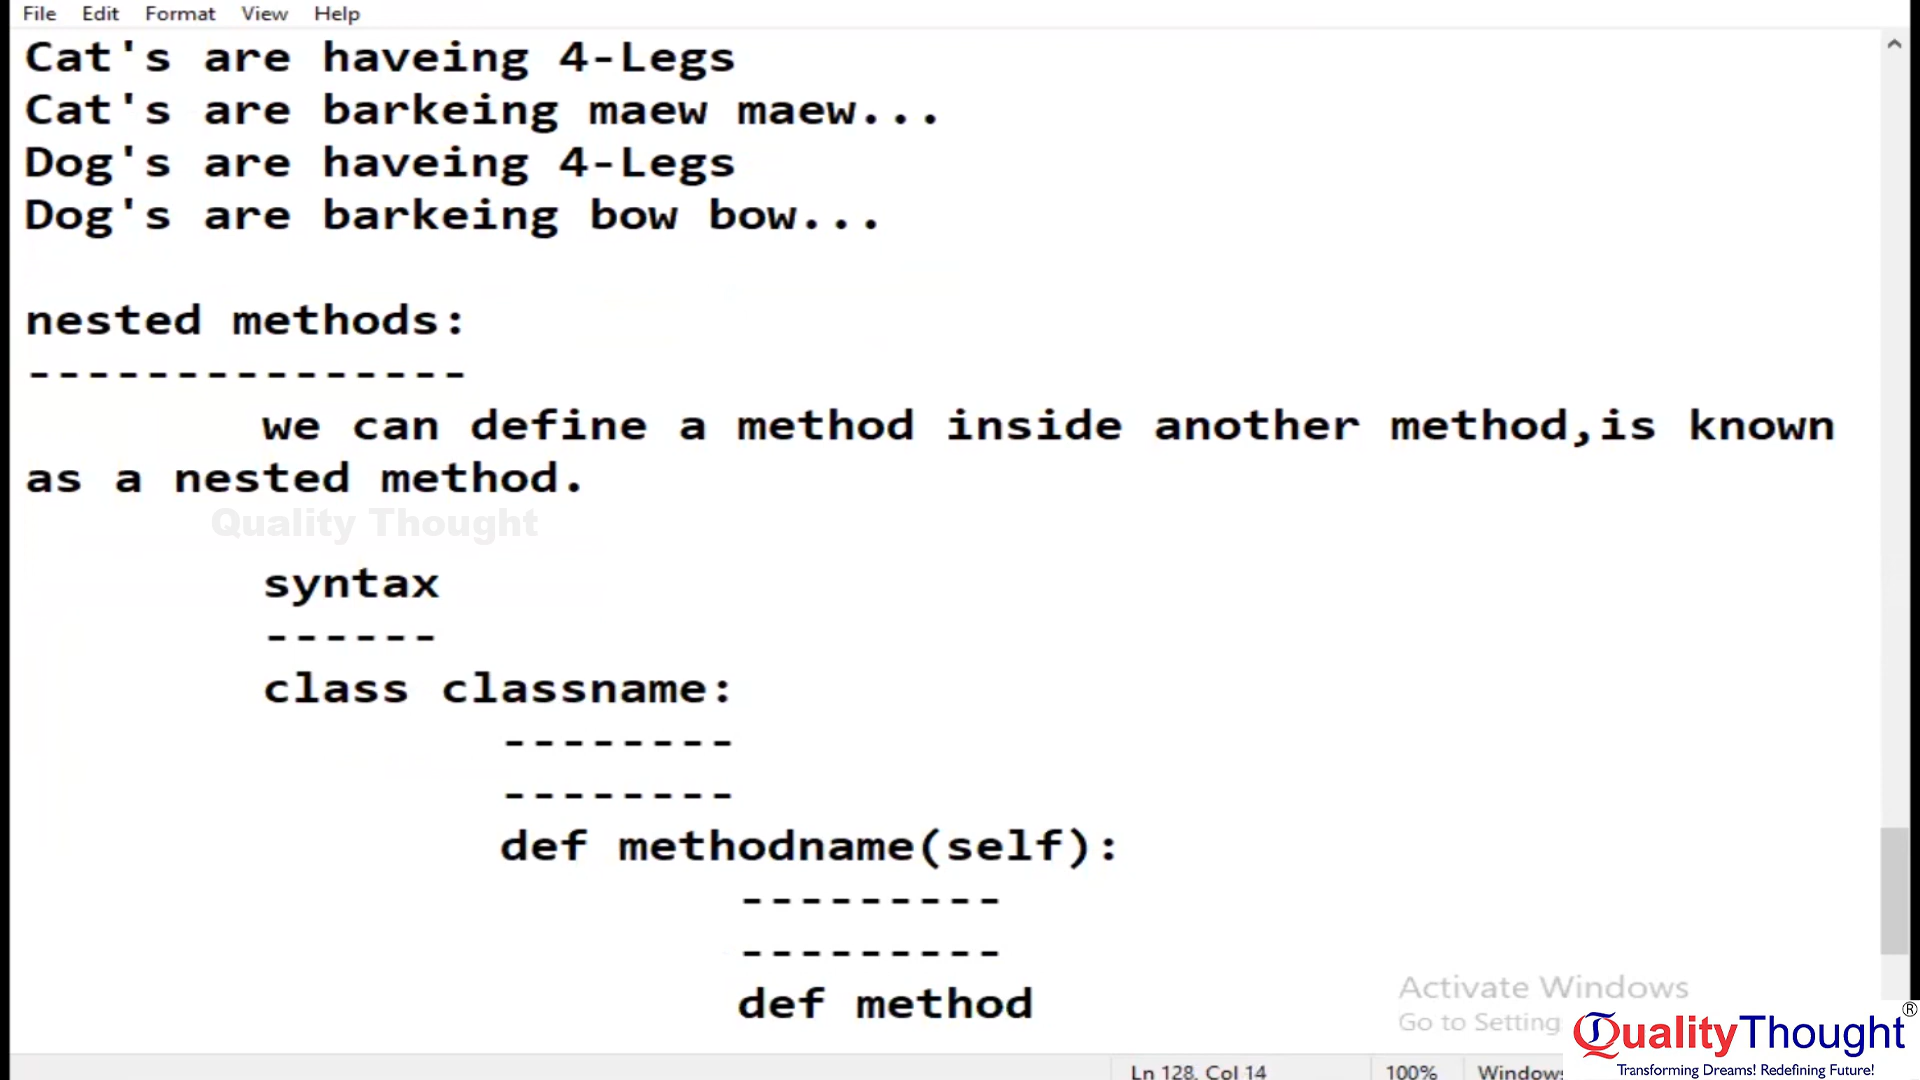 File Edit Format View Help
Cat's are haveing 4-Legs
Cat's are barkeing maew maew...
Dog's are haveing 4-Legs
Dog's are barkeing bow bow...
nested methods:
---------------
we can define a method inside another method,is known
as a nested method.
Quality Thought
syntax
------
class classname:
--------
--------
def methodname(self):
---------
---------
def method
Activate Windows
Go to Setting
QualityThought®
Transforming Dreams! Redefining Future!
Ln 128, Col 14 100% Windows